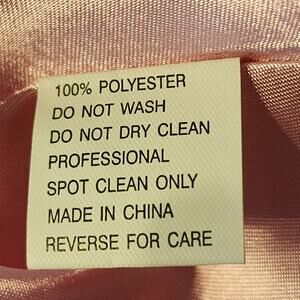 100% POLYESTER
DO NOT WASH
DO NOT DRY CLEAN
PROFESSIONAL
SPOT CLEAN ONLY
MADE IN CHINA
REVERSE FOR CARE